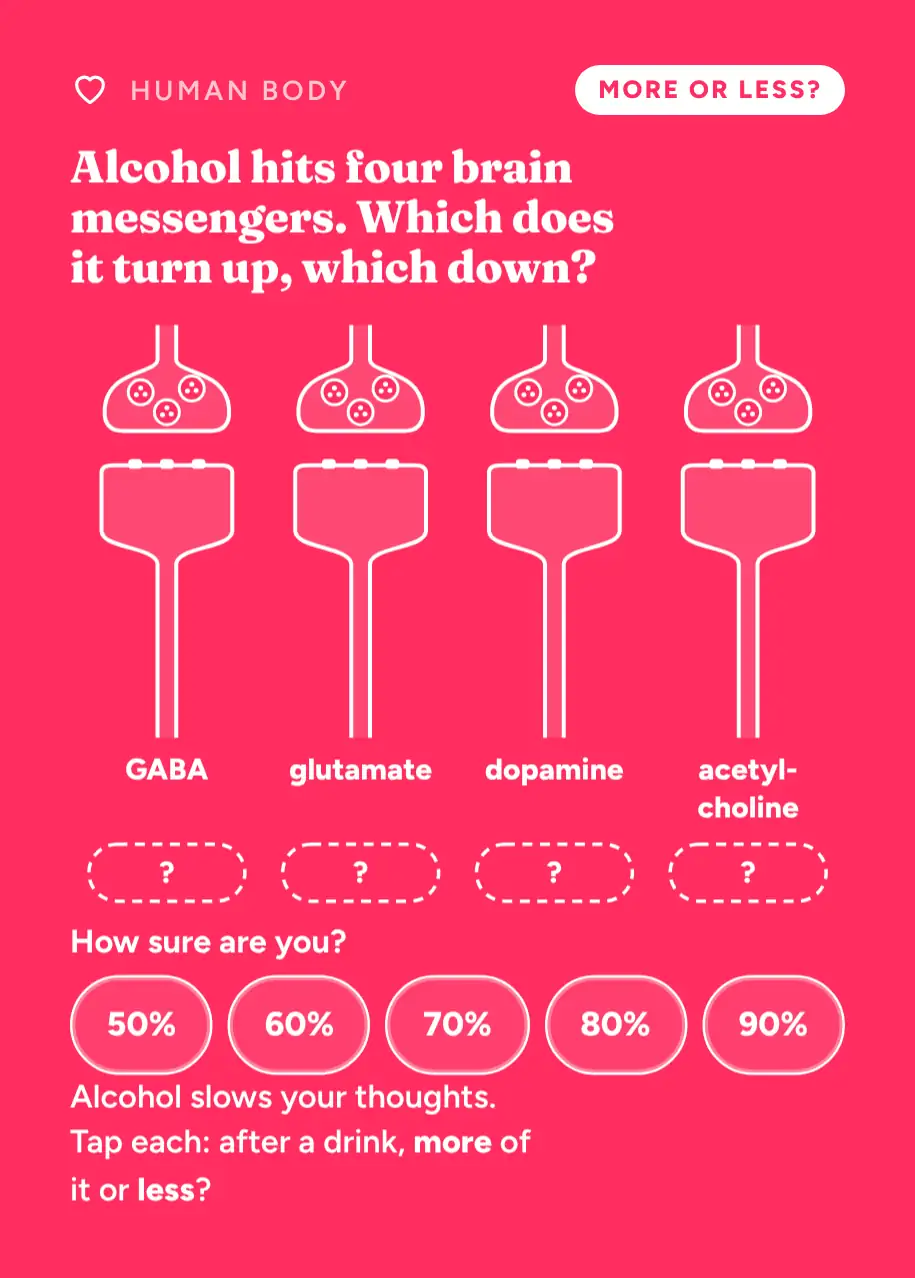 HUMAN BODY
MORE OR LESS?
Alcohol hits four brain
messengers. Which does
it turn up, which down?
GABA
glutamate
dopamine
acetyl-
choline
?
?
?
?
How sure are you?
50%
60%
70%
80%
90%
Alcohol slows your thoughts.
Tap each: after a drink, more of
it or less?